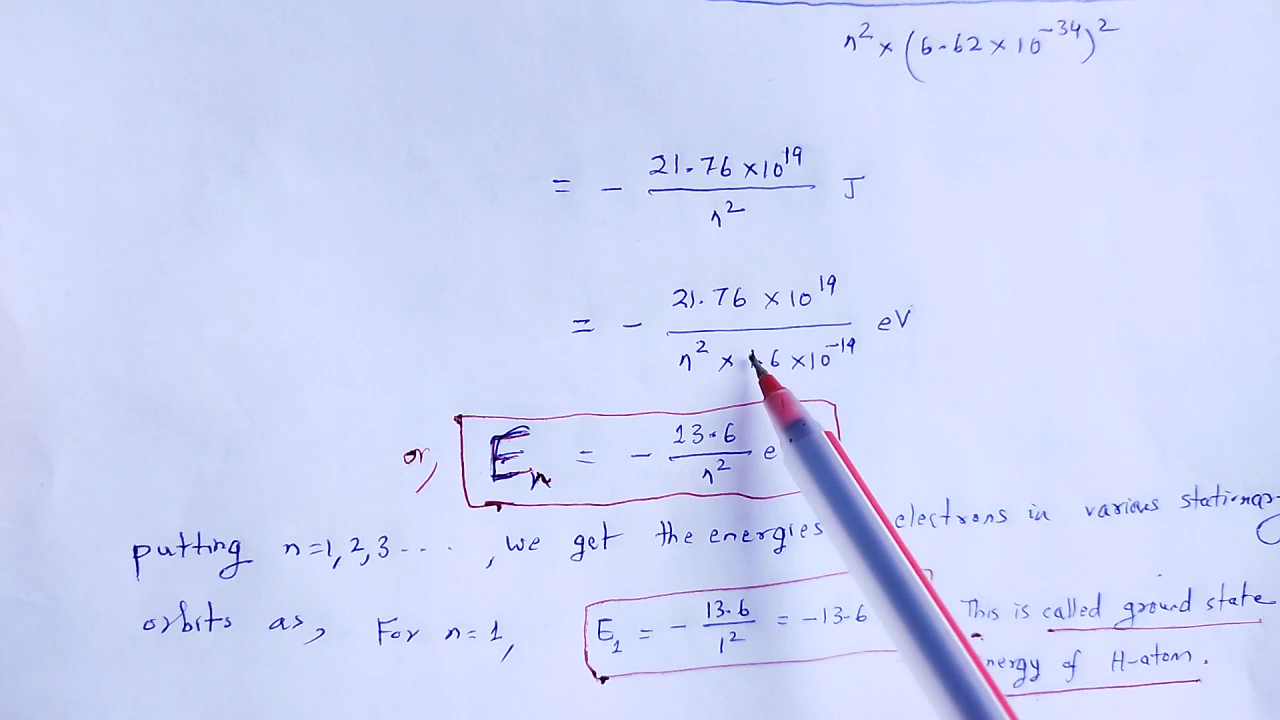 n² × (6.62 × 10⁻³⁴)²
= - 21.76 × 10¹⁹ / n² J
= - 21.76 × 10¹⁹ / n² × 1.6 × 10⁻¹⁹ eV
or, Eₙ = - 13.6 / n² e
putting n=1, 2, 3 - - - , we get the energies electrons in various
orbits as, For n=1, E₁ = - 13.6 / 1² = -13.6 This is called ground state
energy of H-atom.